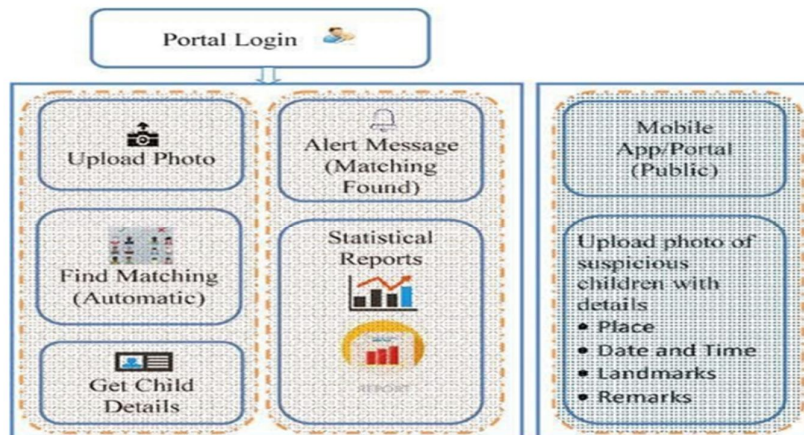 Portal Login
Upload Photo
Find Matching
(Automatic)
Get Child
Details
Alert Message
(Matching
Found)
Statistical
Reports
REPORT
Mobile
App/Portal
(Public)
Upload photo of
suspicious
children with
details
• Place
• Date and Time
• Landmarks
• Remarks